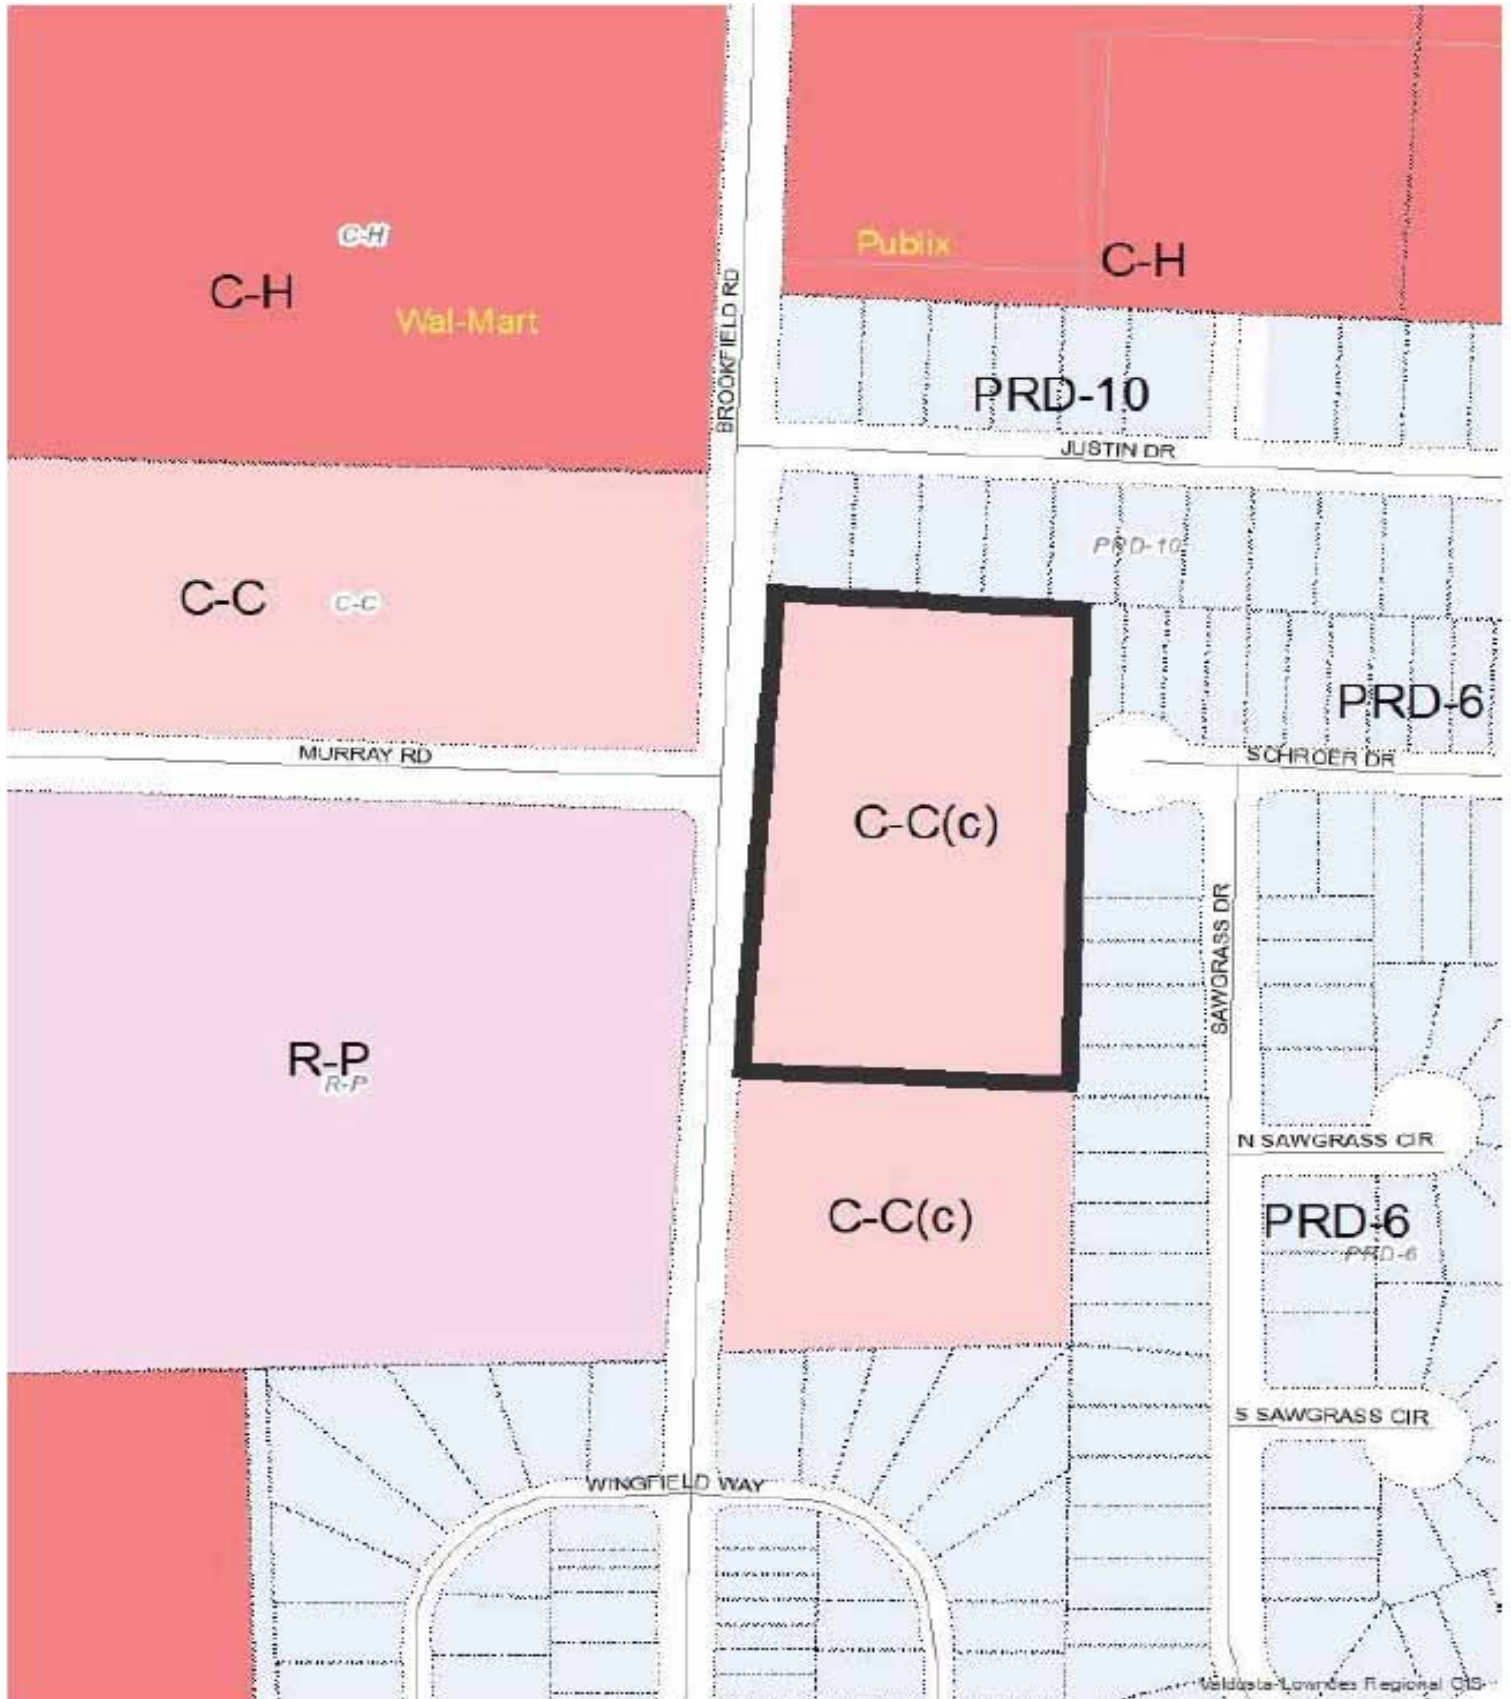 C-H
Publix
C-H
C-H
Wal-Mart
BROOKFIELD RD
PRD-10
JUSTIN DR
PRD-10
C-C
C-C
PRD-6
MURRAY RD
SCHROER DR
C-C(c)
SAWGRASS DR
R-P
R-P
N SAWGRASS CIR
C-C(c)
PRD-6
PRD-6
S SAWGRASS CIR
WINGFIELD WAY
Valdosta-Lowndes Regional GIS